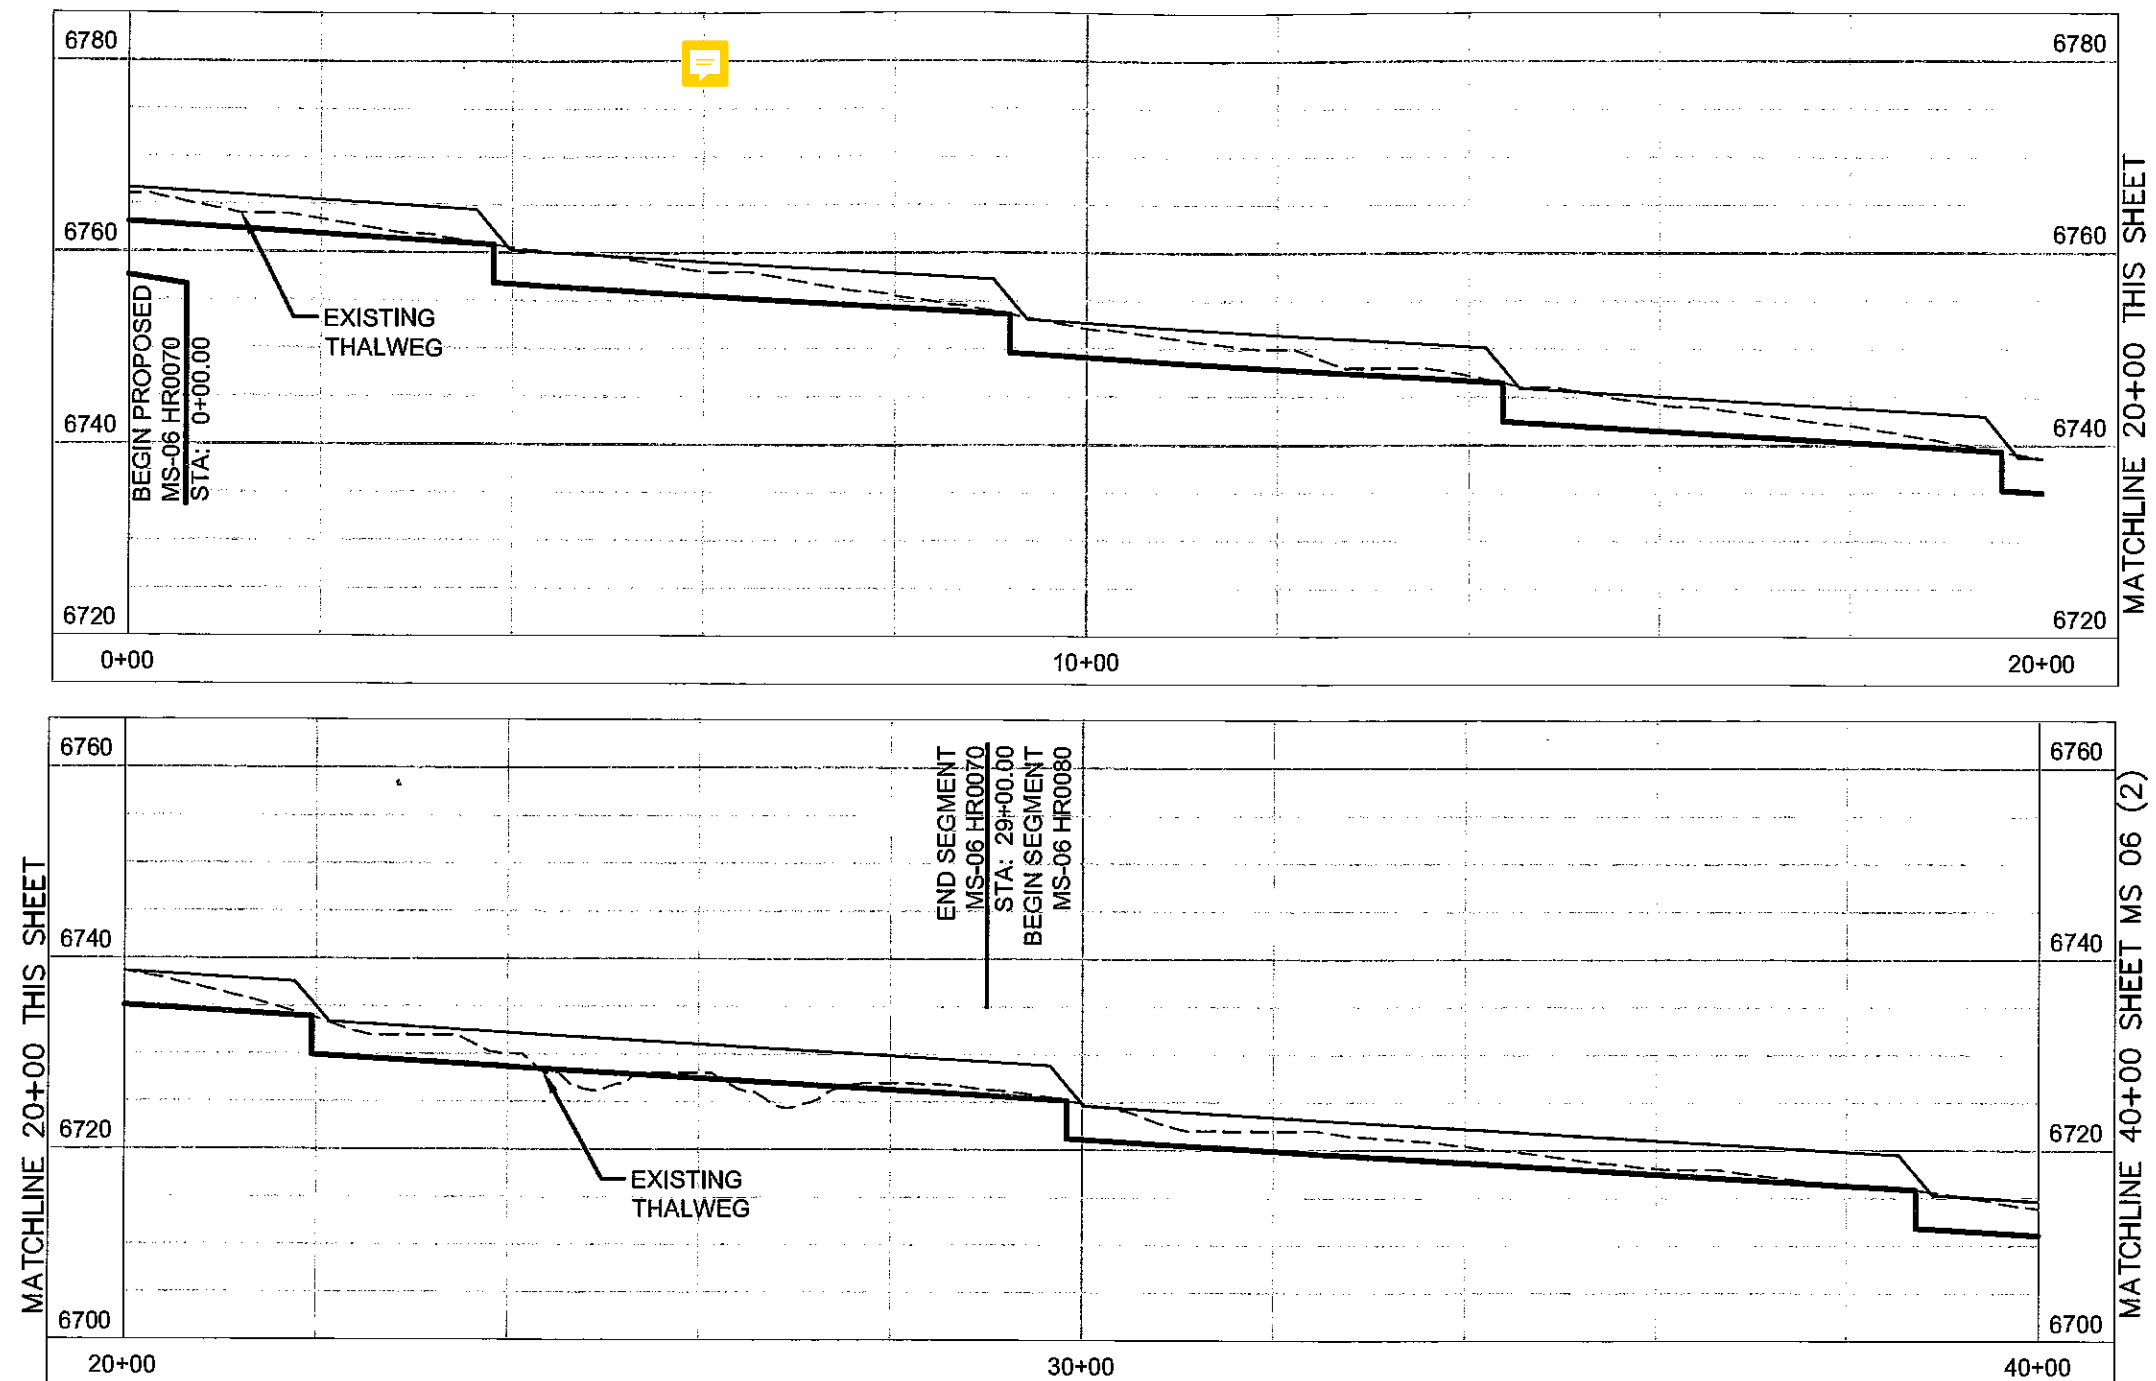 6780
6780
6760
6760
6740
6740
6720
6720
BEGIN PROPOSED
MS-06 HR0070
STA: 0+00.00
EXISTING
THALWEG
0+00
10+00
20+00
MATCHLINE 20+00 THIS SHEET
MATCHLINE 20+00 THIS SHEET
6760
6760
6740
6740
6720
6720
6700
6700
END SEGMENT
MS-06 HR0070
STA: 29+00.00
BEGIN SEGMENT
MS-06 HR0080
EXISTING
THALWEG
20+00
30+00
40+00
MATCHLINE 40+00 SHEET MS 06 (2)